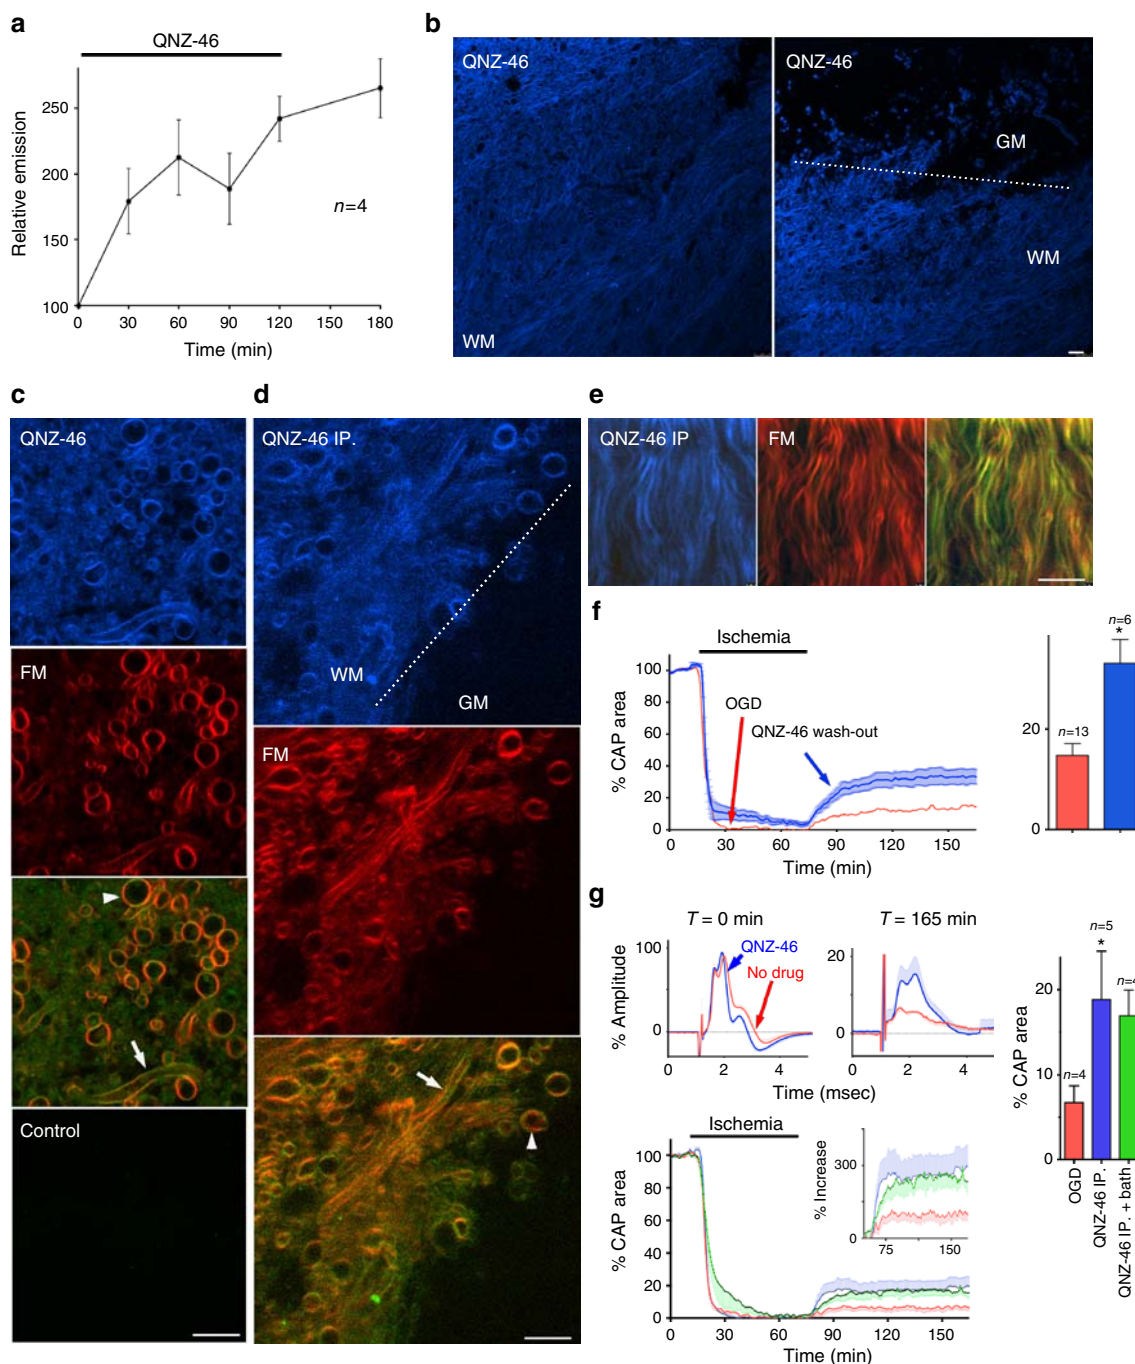 a
QNZ-46
Relative emission
250
200
150
100
n=4
0 30 60 90 120 150 180
Time (min)
b
QNZ-46
WM
QNZ-46
GM
WM
c
QNZ-46
FM
Control
d
QNZ-46 IP.
WM
GM
FM
e
QNZ-46 IP
FM
f
Ischemia
% CAP area
100
80
60
40
20
0
OGD
QNZ-46 wash-out
0 30 60 90 120 150
Time (min)
20
0
n=13
n=6
*
g
T = 0 min
T = 165 min
% Amplitude
100
0
QNZ-46
No drug
2 4
20
10
0
0 2 4
Time (msec)
Ischemia
% CAP area
100
80
60
40
20
0
0 30 60 90 120 150
Time (min)
% Increase
300
0
75 150
% CAP area
20
10
0
n=4
n=5
*
n=4
OGD
QNZ-46 IP.
QNZ-46 IP. + bath